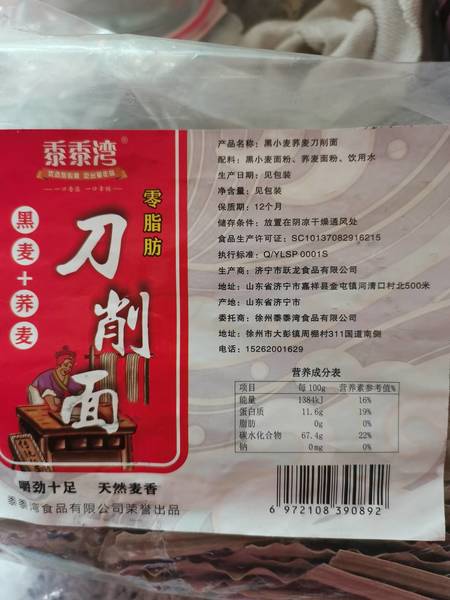 黍黍湾
®
一口香溢 一口幸福
零脂肪
黑麦+荞麦
刀削面
嚼劲十足 天然麦香
黍黍湾食品有限公司荣誉出品
产品名称：黑小麦荞麦刀削面
配料：黑小麦面粉、荞麦面粉、饮用水
生产日期：见包装
净含量：见包装
保质期：12个月
储存条件：放置在阴凉干燥通风处
食品生产许可证：SC10137082916215
执行标准：Q/YLSP 0001S
生产商：济宁市跃龙食品有限公司
地址：山东省济宁市嘉祥县金屯镇河清口村北500米
产地：山东省济宁市
委托商：徐州黍黍湾食品有限公司
地址：徐州市大彭镇周棚村311国道南侧
电话：15262001629
营养成分表
项目 每100g 营养素参考值%
能量 1384kJ 16%
蛋白质 11.6g 19%
脂肪 0g 0%
碳水化合物 67.4g 22%
钠 0mg 0%
6 972108 390892